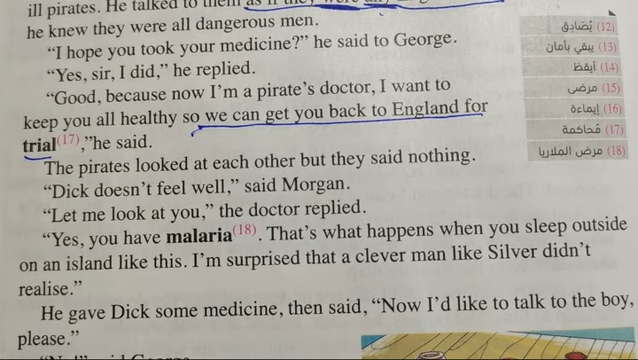 ill pirates. He talked to them as if they were
he knew they were all dangerous men.
“I hope you took your medicine?” he said to George.
“Yes, sir, I did,” he replied.
“Good, because now I’m a pirate’s doctor, I want to
keep you all healthy so we can get you back to England for
trial(17),”he said.
The pirates looked at each other but they said nothing.
“Dick doesn’t feel well,” said Morgan.
“Let me look at you,” the doctor replied.
“Yes, you have malaria(18). That’s what happens when you sleep outside
on an island like this. I’m surprised that a clever man like Silver didn’t
realise.”
He gave Dick some medicine, then said, “Now I’d like to talk to the boy,
please.”
(12) يُصادق
(13) يبقي بأمان
(14) أيقظ
(15) مرضى
(16) إيماءة
(17) مُحاكمة
(18) مرض الملاريا